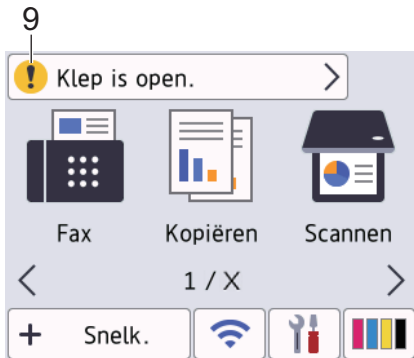 9
Klep is open.
Fax Kopiëren Scannen
1 / X
+ Snelk.